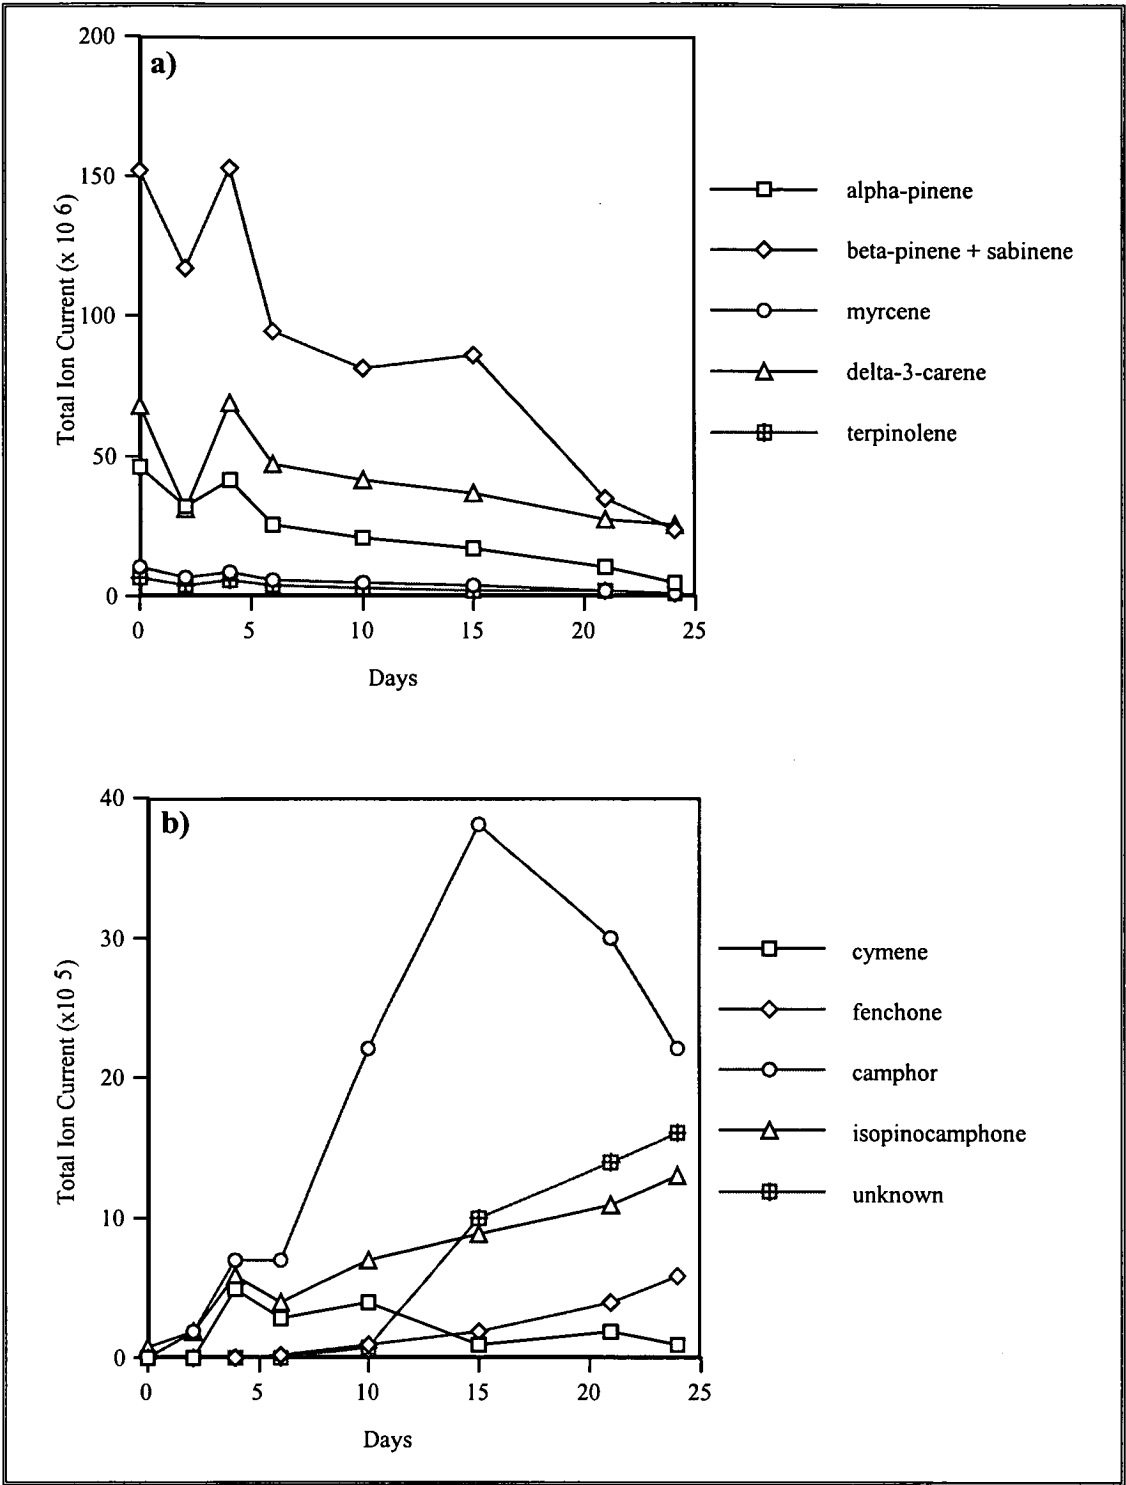 a)
200
150
100
50
0
Total Ion Current (x 10 6)
0 5 10 15 20 25
Days
alpha-pinene
beta-pinene + sabinene
myrcene
delta-3-carene
terpinolene
b)
40
30
20
10
0
Total Ion Current (x10 5)
0 5 10 15 20 25
Days
cymene
fenchone
camphor
isopinocamphone
unknown